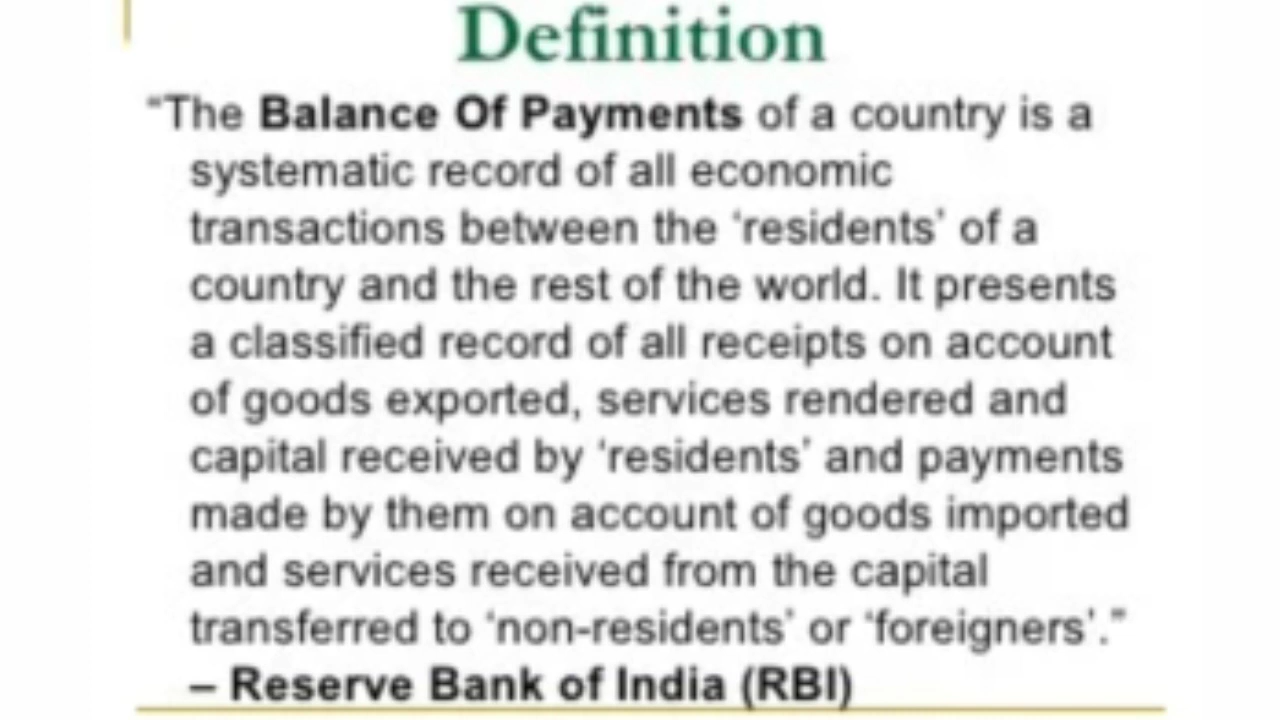 Definition
“The Balance Of Payments of a country is a
systematic record of all economic
transactions between the ‘residents’ of a
country and the rest of the world. It presents
a classified record of all receipts on account
of goods exported, services rendered and
capital received by ‘residents’ and payments
made by them on account of goods imported
and services received from the capital
transferred to ‘non-residents’ or ‘foreigners’.”
– Reserve Bank of India (RBI)